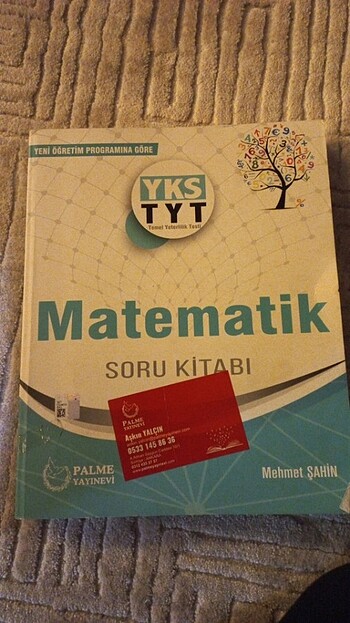 YENİ ÖĞRETİM PROGRAMINA GÖRE
YKS
TYT
Temel Yeterlilik Testi
Matematik
SORU KİTABI
PALME
YAYINEVİ
Aşkın YALÇIN
0533 145 86 36
PALME
YAYINEVİ
Mehmet ŞAHİN